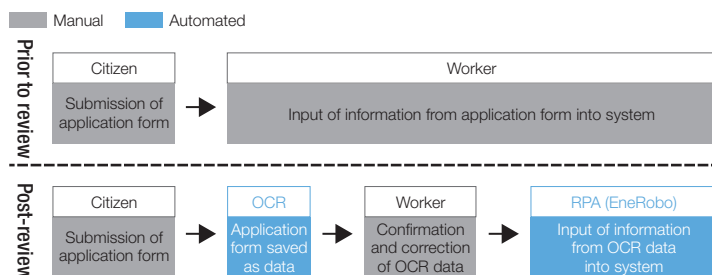 Manual
Automated
Prior to review
Citizen
Worker
Submission of
application form
Input of information from application form into system
Post-review
Citizen
OCR
Worker
RPA (EneRobo)
Submission of
application form
Application
form saved
as data
Confirmation
and correction
of OCR data
Input of information
from OCR data
into system